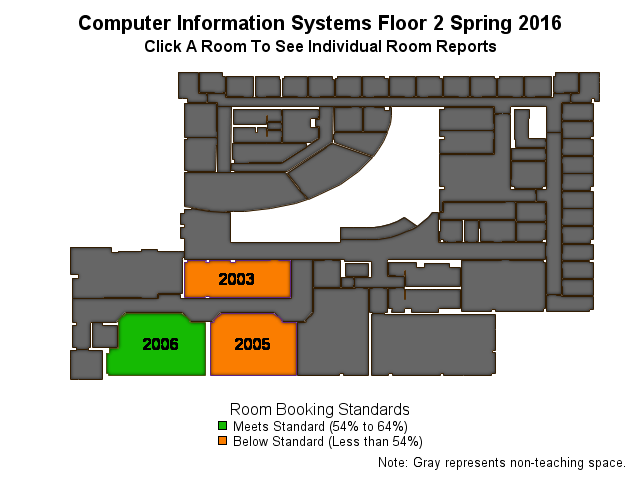 Computer Information Systems Floor 2 Spring 2016
Click A Room To See Individual Room Reports
2003
2006
2005
Room Booking Standards
Meets Standard (54% to 64%)
Below Standard (Less than 54%)
Note: Gray represents non-teaching space.